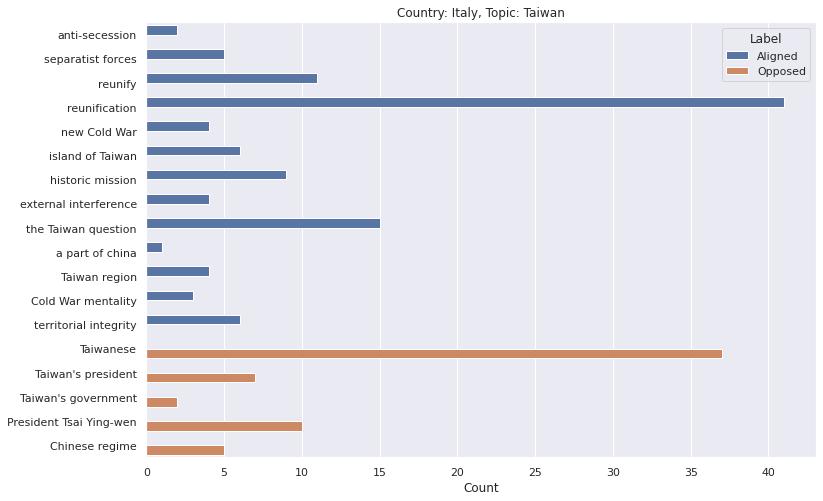 Country: Italy, Topic: Taiwan
Label
Aligned
Opposed
anti-secession
separatist forces
reunify
reunification
new Cold War
island of Taiwan
historic mission
external interference
the Taiwan question
a part of china
Taiwan region
Cold War mentality
territorial integrity
Taiwanese
Taiwan's president
Taiwan's government
President Tsai Ying-wen
Chinese regime
0 5 10 15 20 25 30 35 40
Count